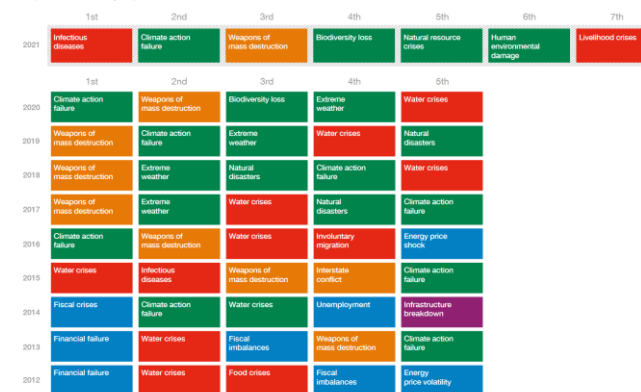 1st 2nd 3rd 4th 5th 6th 7th
2021
Infectious diseases
Climate action failure
Weapons of mass destruction
Biodiversity loss
Natural resource crises
Human environmental damage
Livelihood crises
1st 2nd 3rd 4th 5th
2020
Climate action failure
Weapons of mass destruction
Biodiversity loss
Extreme weather
Water crises
2019
Weapons of mass destruction
Climate action failure
Extreme weather
Water crises
Natural disasters
2018
Weapons of mass destruction
Extreme weather
Natural disasters
Climate action failure
Water crises
2017
Weapons of mass destruction
Extreme weather
Water crises
Natural disasters
Climate action failure
2016
Climate action failure
Weapons of mass destruction
Water crises
Involuntary migration
Energy price shock
2015
Water crises
Infectious diseases
Weapons of mass destruction
Interstate conflict
Climate action failure
2014
Fiscal crises
Climate action failure
Water crises
Unemployment
Infrastructure breakdown
2013
Financial failure
Water crises
Fiscal imbalances
Weapons of mass destruction
Climate action failure
2012
Financial failure
Water crises
Food crises
Fiscal imbalances
Energy price volatility